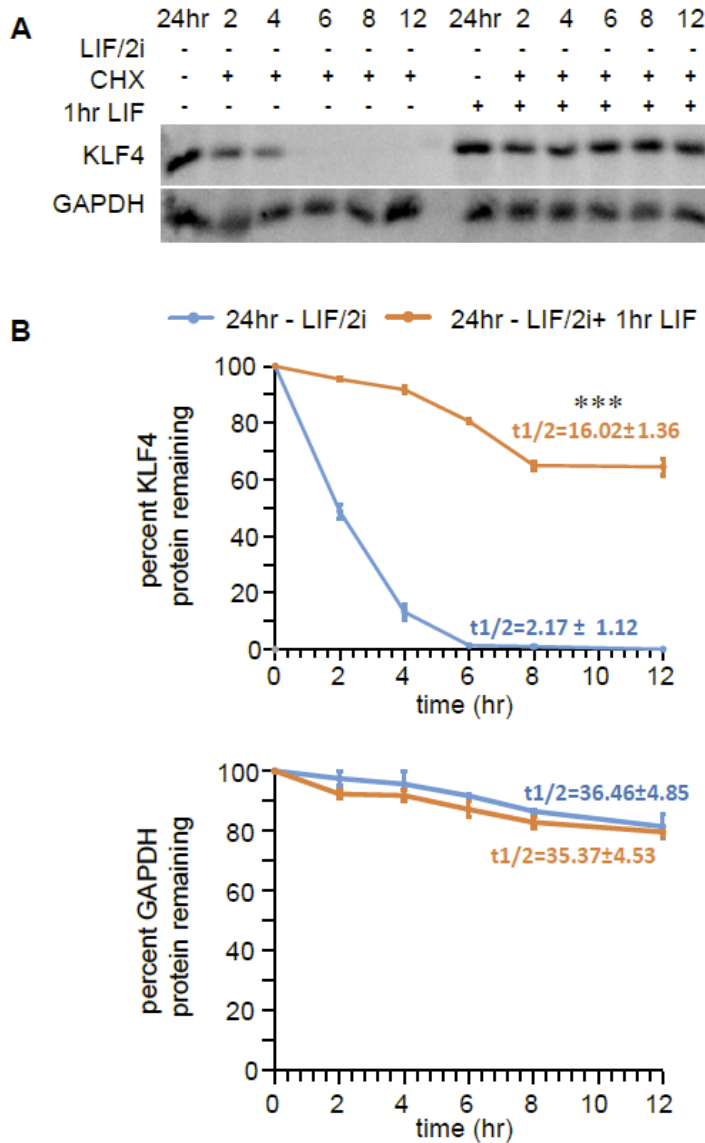 A
24hr 2 4 6 8 12 24hr 2 4 6 8 12
LIF/2i - - - - - - - - - - - -
CHX - + + + + + - + + + + +
1hr LIF - - - - - - + + + + + +
KLF4
GAPDH
B
24hr - LIF/2i 24hr - LIF/2i+ 1hr LIF
percent KLF4
protein remaining
100
80
60
40
20
0
***
t1/2=16.02±1.36
t1/2=2.17 ± 1.12
0 2 4 6 8 10 12
time (hr)
percent GAPDH
protein remaining
100
80
60
40
20
0
t1/2=36.46±4.85
t1/2=35.37±4.53
0 2 4 6 8 10 12
time (hr)